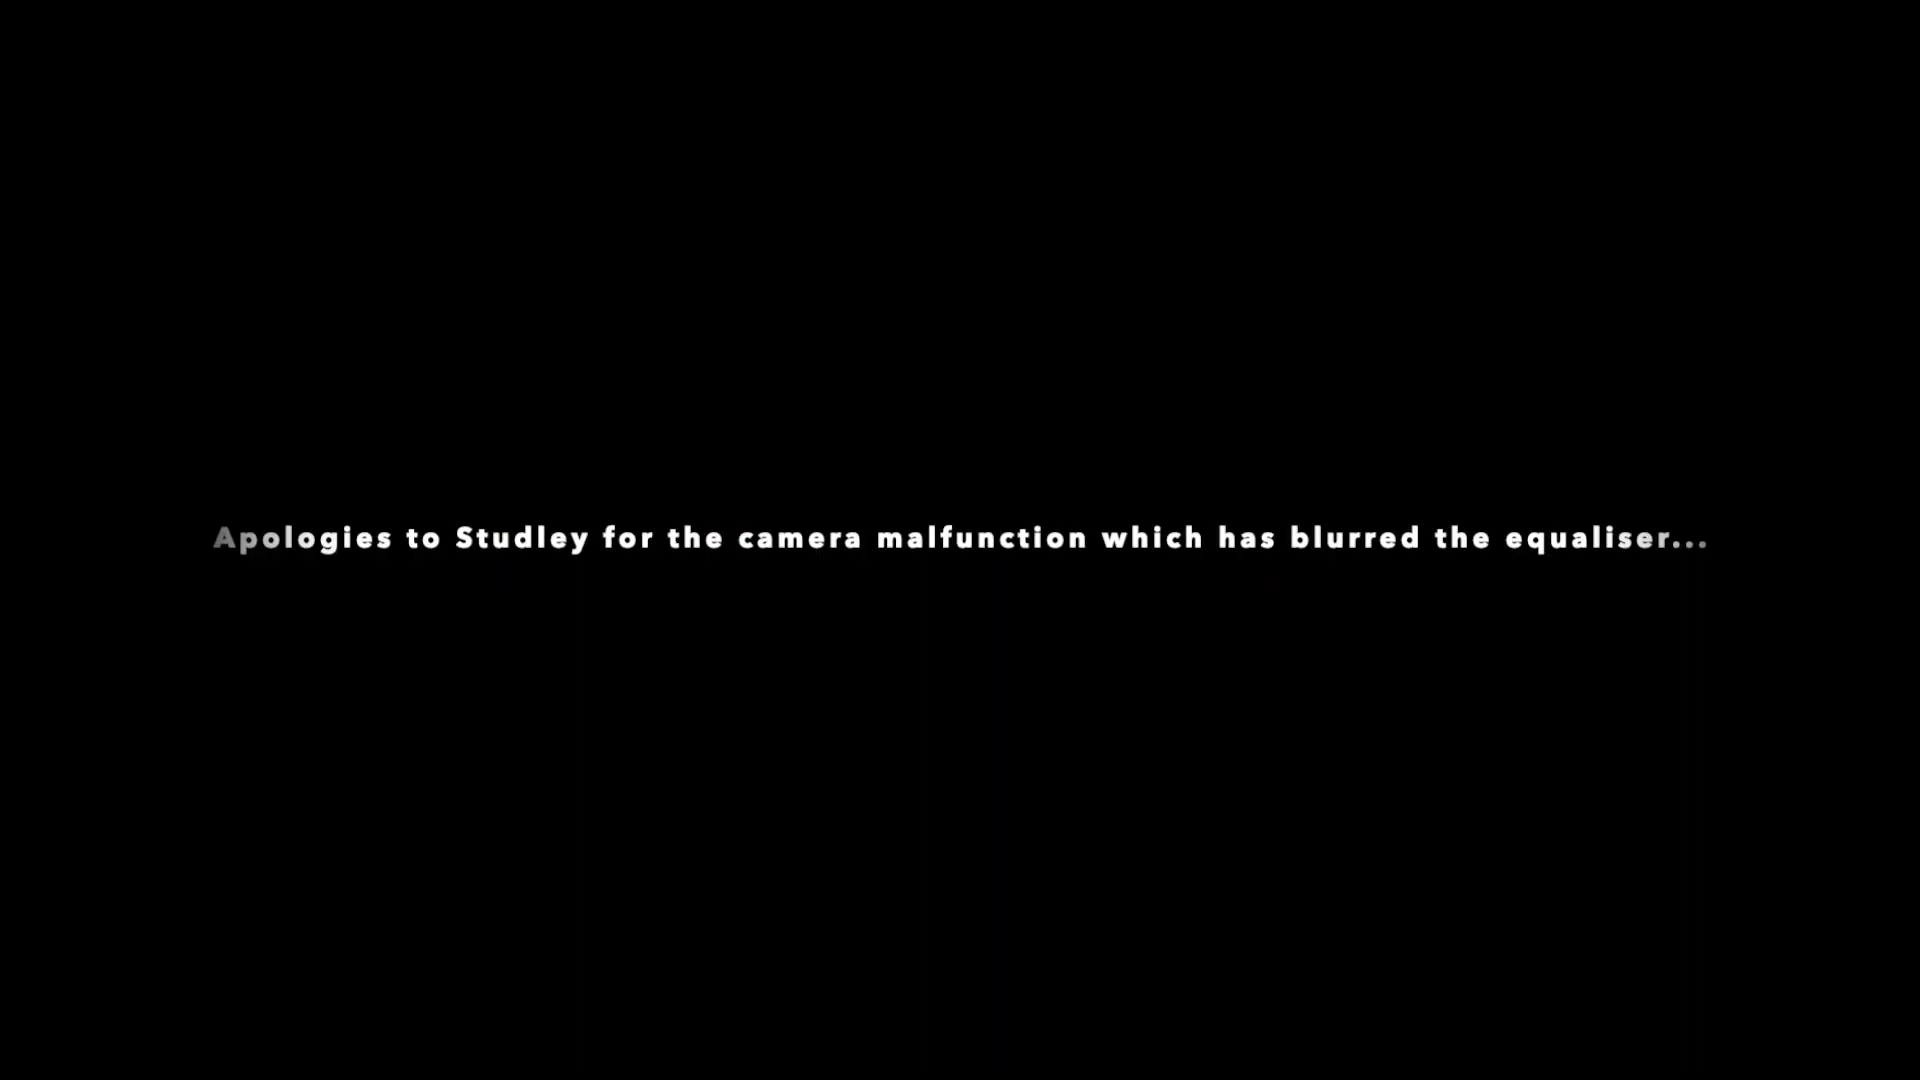 Apologies to Studley for the camera malfunction which has blurred the equaliser...